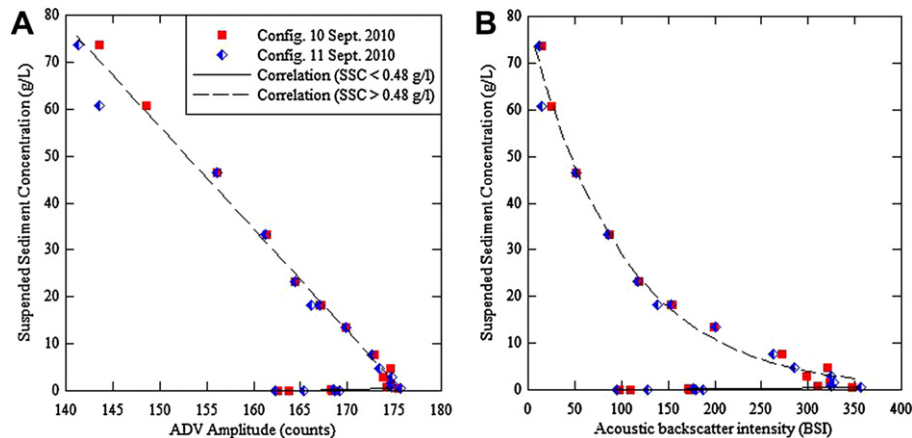 A
B
Config. 10 Sept. 2010
Config. 11 Sept. 2010
Correlation (SSC < 0.48 g/l)
Correlation (SSC > 0.48 g/l)
Suspended Sediment Concentration (g/L)
80
70
60
50
40
30
20
10
0
140 145 150 155 160 165 170 175 180
ADV Amplitude (counts)
Suspended Sediment Concentration (g/L)
80
70
60
50
40
30
20
10
0
0 50 100 150 200 250 300 350 400
Acoustic backscatter intensity (BSI)